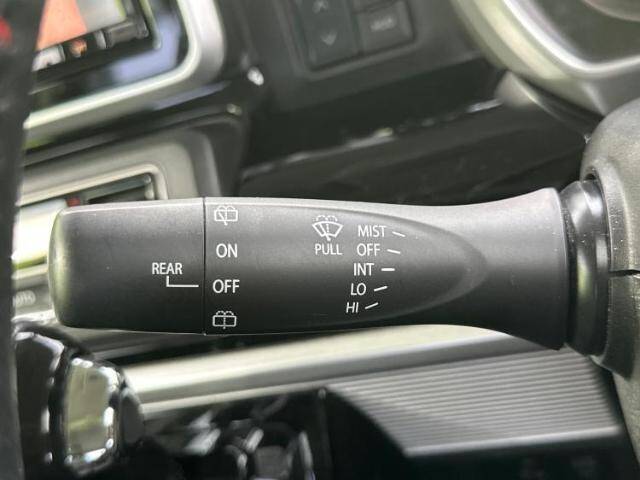 REAR
ON
OFF
PULL
MIST
OFF
INT
LO
HI